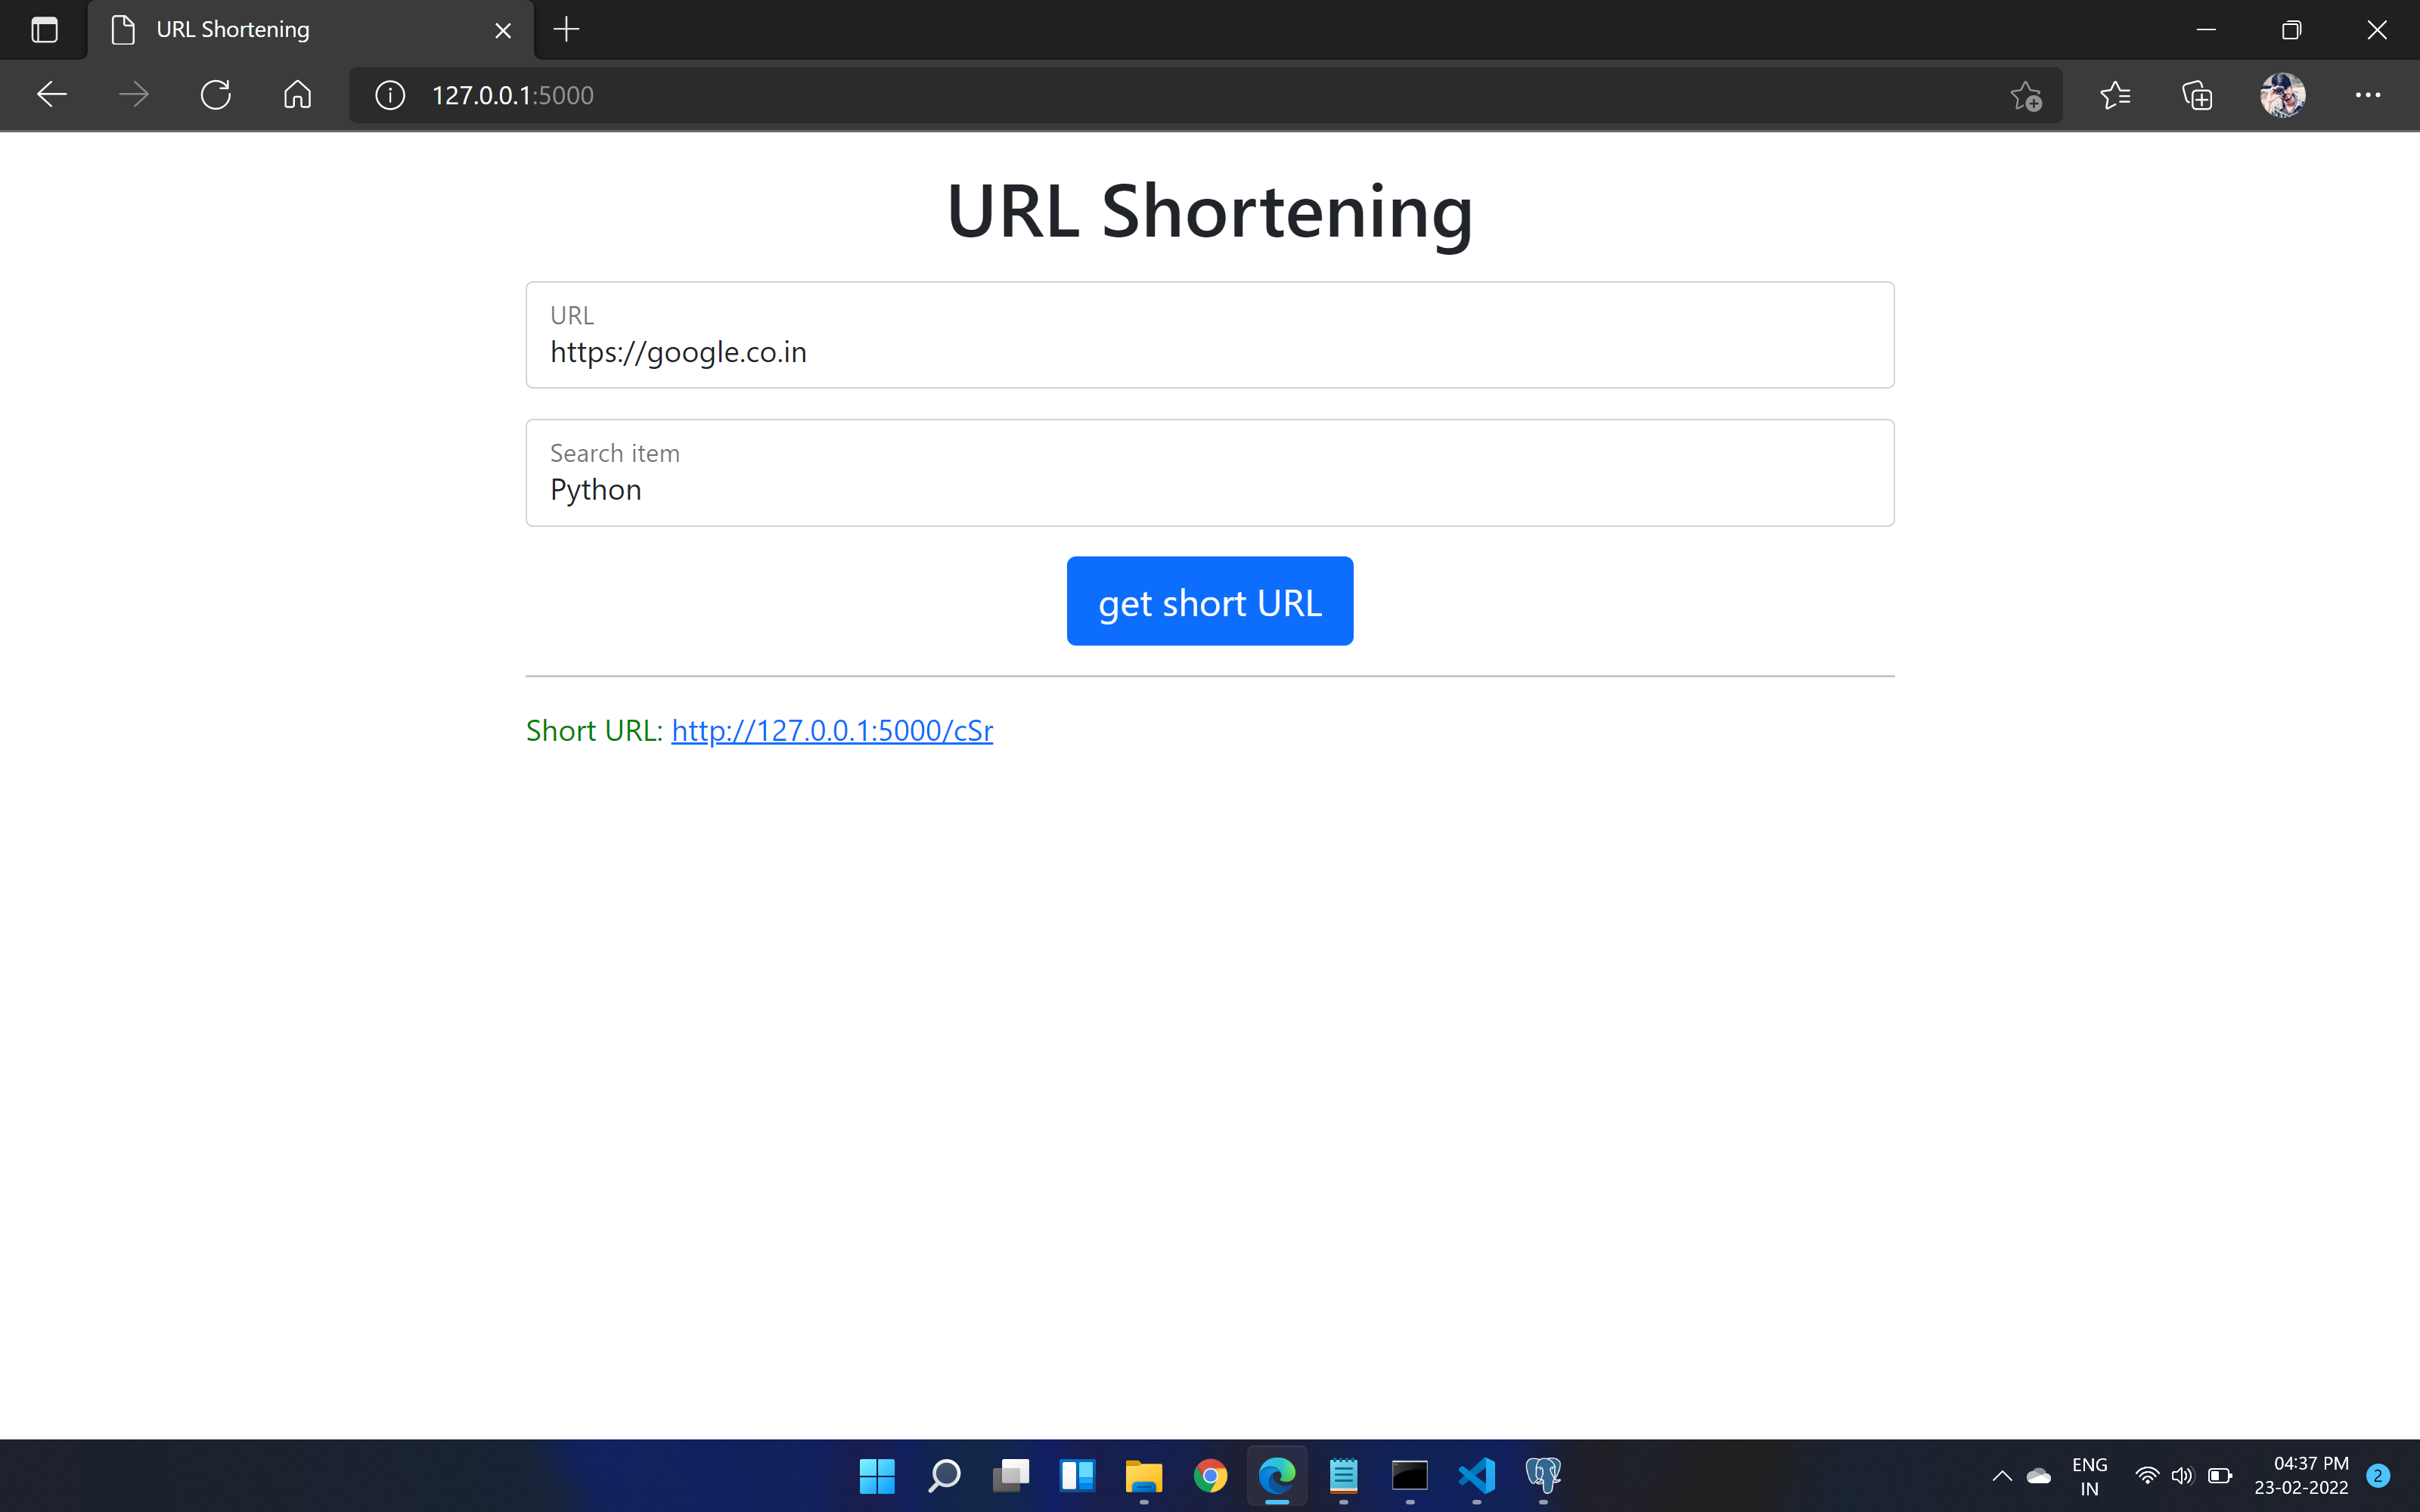 URL Shortening
127.0.0.1:5000
URL Shortening
URL
https://google.co.in
Search item
Python
get short URL
Short URL: http://127.0.0.1:5000/cSr
ENG
IN
04:37 PM
23-02-2022
2